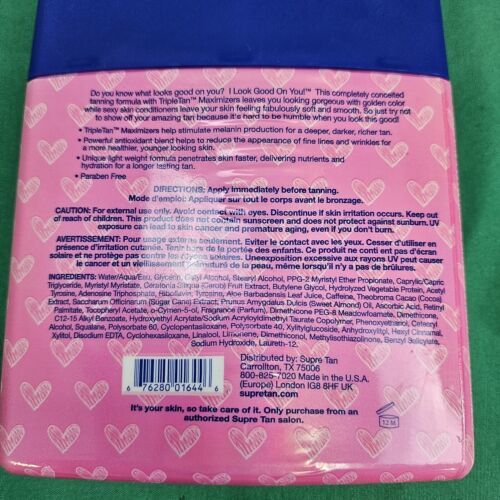 Do you know what looks good on you? I Look Good On You!™ This completely conceited
tanning formula with TripleTan™ Maximizers leaves you looking gorgeous with golden color
while sexy skin conditioners leave your skin feeling fabulously soft and smooth. So just try not
to show off your amazing tan because it's hard to be humble when you look this good!
• TripleTan™ Maximizers help stimulate melanin production for a deeper, darker, richer tan.
• Powerful antioxidant blend helps to reduce the appearance of fine lines and wrinkles for
a more healthier, younger looking skin.
• Unique light weight formula penetrates skin faster, delivering nutrients and
hydration for a longer lasting tan.
• Paraben Free
DIRECTIONS: Apply immediately before tanning.
Mode d'emploi: Appliquer sur tout le corps avant le bronzage.
CAUTION: For external use only. Avoid contact with eyes. Discontinue if skin irritation occurs. Keep out
of reach of children. This product does not contain sunscreen and does not protect against sunburn. UV
exposure can lead to skin cancer and premature aging, even if you don't burn.
AVERTISSEMENT: Pour usage externe seulement. Eviter le contact avec les yeux. Cesser d'utiliser en
présence d'irritation cutanée. Tenir hors de la portée des enfants. Ce produit ne conti ent pas d'écran
solaire et ne protège pas contre les coups de soleil. Surexposition excessive aux rayons UV peut causer
le cancer et un vieillissement prématuré de la peau, même lorsqu'il n'y a pas de brûlures.
INGREDIENTS: Water/Aqua/Eau, Glycerin, Cetyl Alcohol, Stearyl Alcohol, PPG-2 Myristyl Ether Propionate, Caprylic/Capric
Triglyceride, Myristyl Myristate, Ceratonia Siliqua (Carob) Fruit Extract, Butylene Glycol, Hydrolyzed Vegetable Protein, Acetyl
Tyrosine, Adenosine Triphosphate, Riboflavin, Tyrosine, Aloe Barbadensis Leaf Juice, Caffeine, Theobroma Cacao (Cocoa)
Extract, Saccharum Officinarum (Sugar Cane) Extract, Prunus Amygdalus Dulcis (Sweet Almond) Oil, Ascorbic Acid, Retinyl
Palmitate, Tocopheryl Acetate, o-Cymen-5-ol, Fragrance (Parfum), Dimethicone PEG-8 Meadowfoamate, Dimethicone,
C12-15 Alkyl Benzoate, Hydroxyethyl Acrylate/Sodium Acryloyldimethyl Taurate Copolymer, Phenoxyethanol, Cetearyl
Alcohol, Squalane, Polysorbate 60, Cyclopentasiloxane, Polysorbate 40, Xylitylglucoside, Anhydroxylitol, Hexyl Cinnamal,
Xylitol, Disodium EDTA, Cyclohexasiloxane, Linalool, Limonene, Dimethiconol, Methylisothiazolinone, Benzyl Salicylate,
Sodium Hydroxide, Laureth-12.
6 76280 01644 6
Distributed by: Supre Tan
Carrollton, TX 75006
800-825-7020 Made in the U.S.A.
(Europe) London IG8 8HF UK
supretan.com
It's your skin, so take care of it. Only purchase from an
authorized Supre Tan salon.
12 M